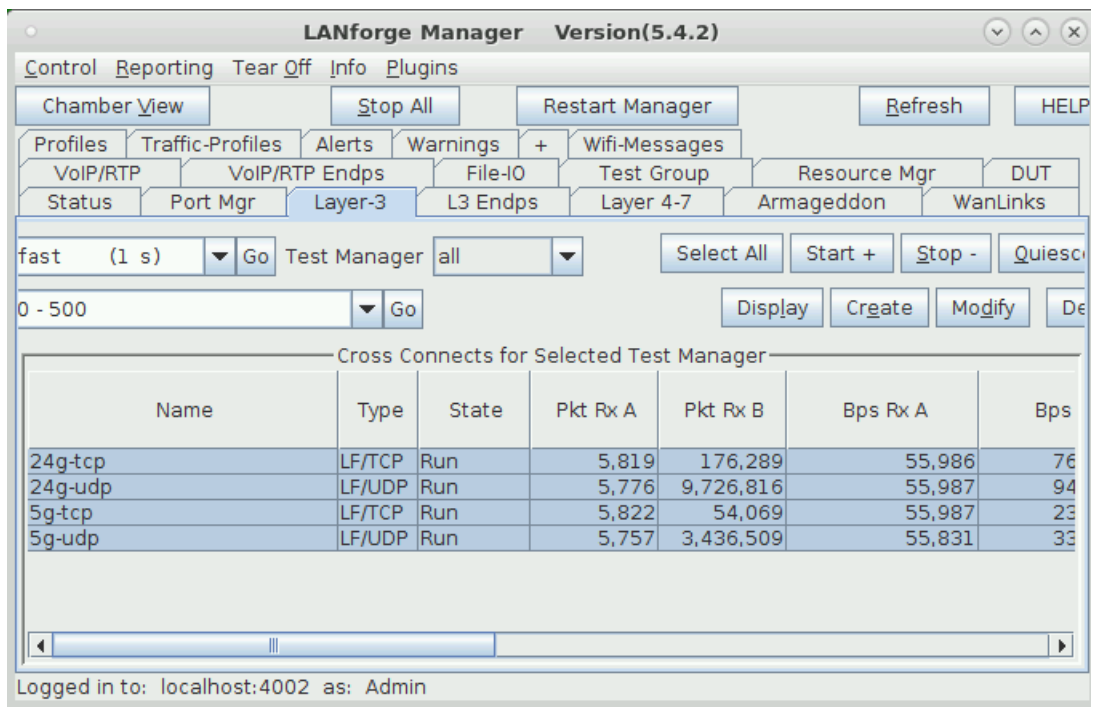 LANforge Manager Version(5.4.2)
Control Reporting Tear Off Info Plugins
Chamber View Stop All Restart Manager Refresh HELP
Profiles Traffic-Profiles Alerts Warnings + Wifi-Messages
VoIP/RTP VoIP/RTP Endps File-IO Test Group Resource Mgr DUT
Status Port Mgr Layer-3 L3 Endps Layer 4-7 Armageddon WanLinks
fast (1 s) Go Test Manager all Select All Start + Stop - Quiesc
0 - 500 Go Display Create Modify De
Cross Connects for Selected Test Manager
Name Type State Pkt Rx A Pkt Rx B Bps Rx A Bps
24g-tcp LF/TCP Run 5,819 176,289 55,986 76
24g-udp LF/UDP Run 5,776 9,726,816 55,987 94
5g-tcp LF/TCP Run 5,822 54,069 55,987 23
5g-udp LF/UDP Run 5,757 3,436,509 55,831 33
Logged in to: localhost:4002 as: Admin